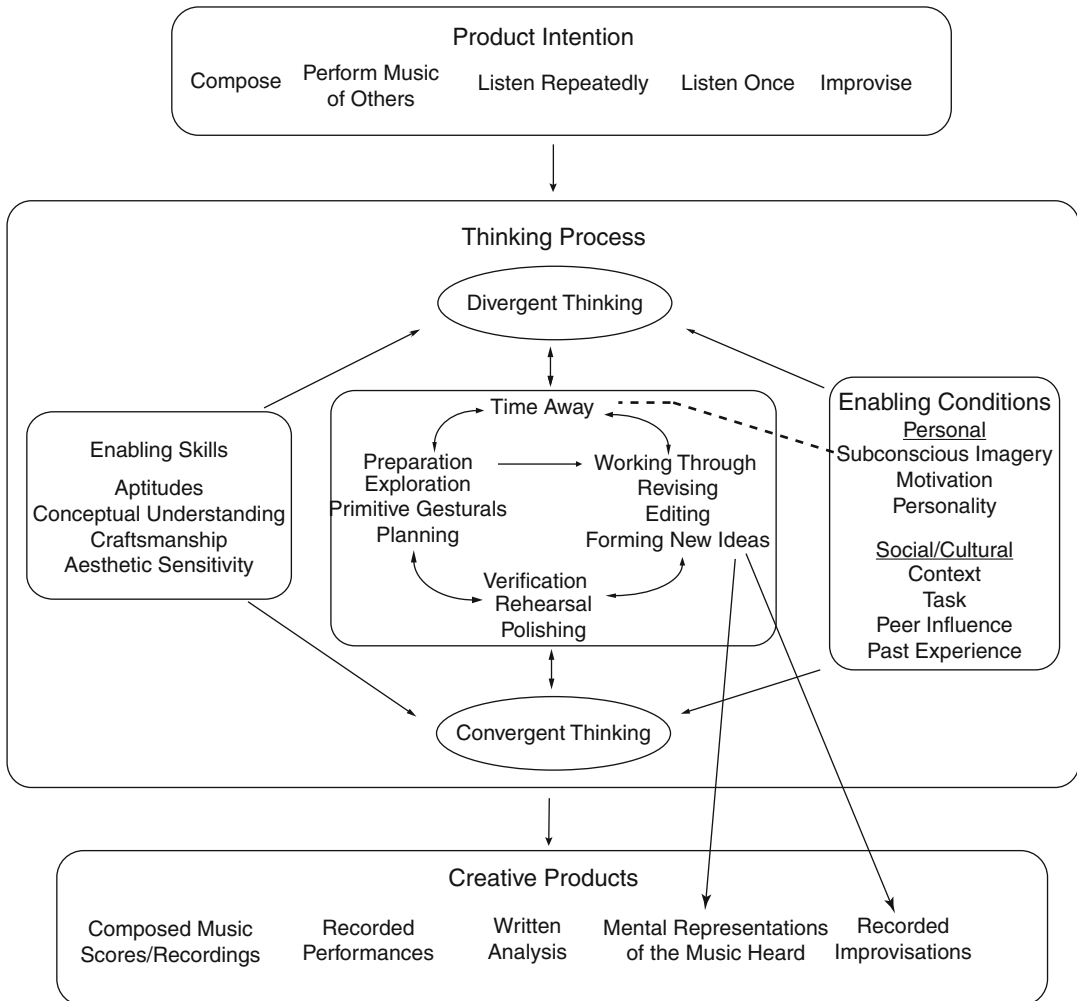 Product Intention
Compose
Perform Music
of Others
Listen Repeatedly
Listen Once
Improvise
Thinking Process
Divergent Thinking
Enabling Skills
Aptitudes
Conceptual Understanding
Craftsmanship
Aesthetic Sensitivity
Time Away
Preparation
Exploration
Primitive Gesturals
Planning
Working Through
Revising
Editing
Forming New Ideas
Verification
Rehearsal
Polishing
Enabling Conditions
Personal
Subconscious Imagery
Motivation
Personality
Social/Cultural
Context
Task
Peer Influence
Past Experience
Convergent Thinking
Creative Products
Composed Music
Scores/Recordings
Recorded
Performances
Written
Analysis
Mental Representations
of the Music Heard
Recorded
Improvisations